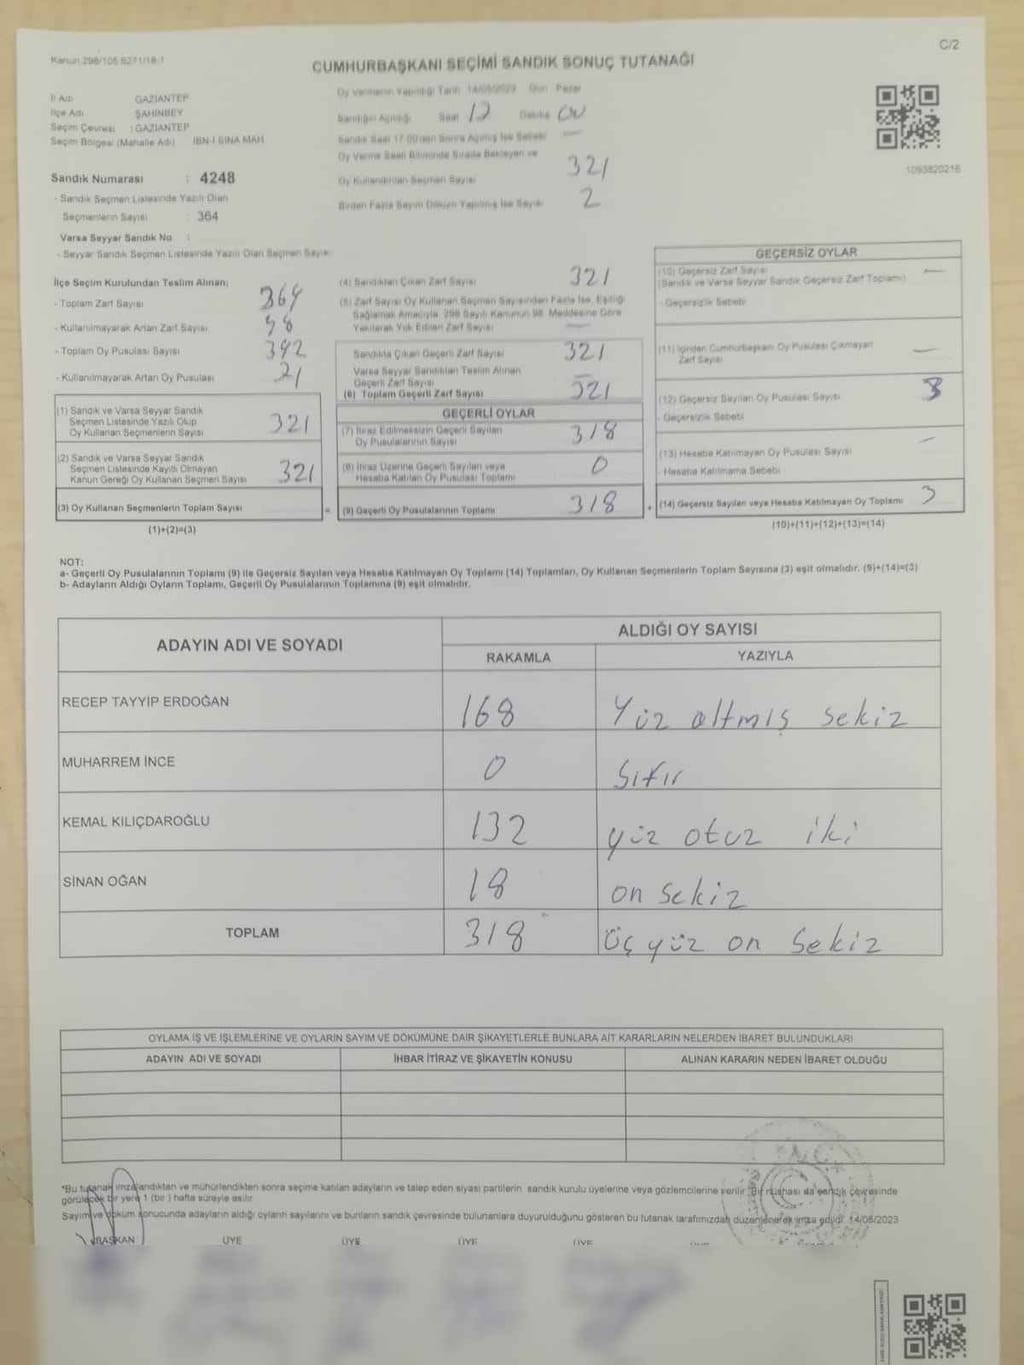 C/2
Kanun 298/105 6271/18-1
CUMHURBAŞKANI SEÇİMİ SANDIK SONUÇ TUTANAĞI
İl Adı GAZİANTEP
İlçe Adı ŞAHİNBEY
Seçim Çevresi : GAZİANTEP
Seçim Bölgesi (Mahalle Adı) İBN-İ SİNA MAH
Sandık Numarası : 4248
- Sandık Seçmen Listesinde Yazılı Olan
Seçmenlerin Sayısı : 364
Varsa Seyyar Sandık No :
- Seyyar Sandık Seçmen Listesinde Yazılı Olan Seçmen Sayısı
Oy Vermenin Yapıldığı Tarih 14/05/2023 Gün Pazar
Sandığın Açıldığı Saat 17 Dakika 00
Sandık Saat 17.00'den Sonra Açılmış İse Sebebi —
Oy Verme Saati Bitiminde Sırada Bekleyen ve
Oy Kullandırılan Seçmen Sayısı 321
Birden Fazla Sayım Döküm Yapılmış İse Sayısı 2
1093820216
İlçe Seçim Kurulundan Teslim Alınan;
- Toplam Zarf Sayısı 364
- Kullanılmayarak Artan Zarf Sayısı
- Toplam Oy Pusulası Sayısı 392
- Kullanılmayarak Artan Oy Pusulası
(1) Sandık ve Varsa Seyyar Sandık
Seçmen Listesinde Yazılı Olup
Oy Kullanan Seçmenlerin Sayısı 321
(2) Sandık ve Varsa Seyyar Sandık
Seçmen Listesinde Kayıtlı Olmayan
Kanun Gereği Oy Kullanan Seçmen Sayısı 321
(3) Oy Kullanan Seçmenlerin Toplam Sayısı
(1)+(2)=(3)
(4) Sandıktan Çıkan Zarf Sayısı 321
(5) Zarf Sayısı Oy Kullanan Seçmen Sayısından Fazla İse, Eşitliği
Sağlamak Amacıyla, 298 Sayılı Kanunun 98. Maddesine Göre
Yakılarak Yok Edilen Zarf Sayısı —
Sandıkta Çıkan Geçerli Zarf Sayısı 321
Varsa Seyyar Sandıktan Teslim Alınan
Geçerli Zarf Sayısı —
(6) Toplam Geçerli Zarf Sayısı 321
GEÇERLİ OYLAR
(7) İtiraz Edilmeksizin Geçerli Sayılan
Oy Pusulalarının Sayısı 318
(8) İtiraz Üzerine Geçerli Sayılan veya
Hesaba Katılan Oy Pusulası Toplamı 0
= (9) Geçerli Oy Pusulalarının Toplamı 318
GEÇERSİZ OYLAR
(10) Geçersiz Zarf Sayısı —
(Sandık ve Varsa Seyyar Sandık Geçersiz Zarf Toplamı)
- Geçersizlik Sebebi
(11) İçinden Cumhurbaşkanı Oy Pusulası Çıkmayan
Zarf Sayısı —
(12) Geçersiz Sayılan Oy Pusulası Sayısı 3
- Geçersizlik Sebebi
(13) Hesaba Katılmayan Oy Pusulası Sayısı —
- Hesaba Katılmama Sebebi
+ (14) Geçersiz Sayılan veya Hesaba Katılmayan Oy Toplamı 3
(10)+(11)+(12)+(13)=(14)
NOT:
a- Geçerli Oy Pusulalarının Toplamı (9) ile Geçersiz Sayılan veya Hesaba Katılmayan Oy Toplamı (14) Toplamları, Oy Kullanan Seçmenlerin Toplam Sayısına (3) eşit olmalıdır. (9)+(14)=(3)
b- Adayların Aldığı Oyların Toplamı, Geçerli Oy Pusulalarının Toplamına (9) eşit olmalıdır.
ADAYIN ADI VE SOYADI ALDIĞI OY SAYISI
RAKAMLA YAZIYLA
RECEP TAYYİP ERDOĞAN 168 Yüz altmış sekiz
MUHARREM İNCE 0 Sıfır
KEMAL KILIÇDAROĞLU 132 yüz otuz iki
SİNAN OĞAN 18 on sekiz
TOPLAM 318 üç yüz on sekiz
OYLAMA İŞ VE İŞLEMLERİNE VE OYLARIN SAYIM VE DÖKÜMÜNE DAİR ŞİKAYETLERLE BUNLARA AİT KARARLARIN NELERDEN İBARET BULUNDUKLARI
ADAYIN ADI VE SOYADI İHBAR İTİRAZ VE ŞİKAYETİN KONUSU ALINAN KARARIN NEDEN İBARET OLDUĞU
*Bu tutanak imzalandıktan ve mühürlendikten sonra seçime katılan adayların ve talep eden siyasi partilerin sandık kurulu üyelerine veya gözlemcilerine verilir. Bir nüshası da sandık çevresinde
görülebilecek bir yere 1 (bir) hafta süreyle asılır
Sayım ve döküm sonucunda adayların aldığı oyların sayılarını ve bunların sandık çevresinde bulunanlara duyurulduğunu gösteren bu tutanak tarafımızdan düzenlenerek imza edildi. 14/05/2023
BAŞKAN ÜYE ÜYE ÜYE ÜYE